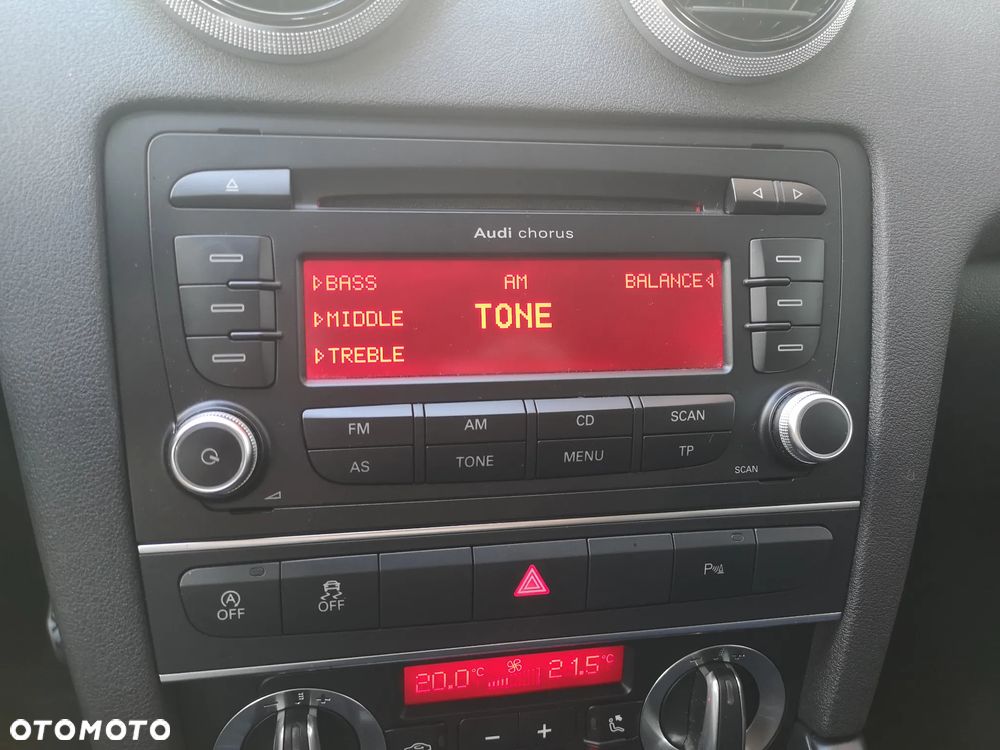 Audi chorus
BASS AM BALANCE
MIDDLE TONE
TREBLE
FM AM CD SCAN
AS TONE MENU TP
SCAN
OFF OFF P
20.0°C 21.5°C
OTOMOTO